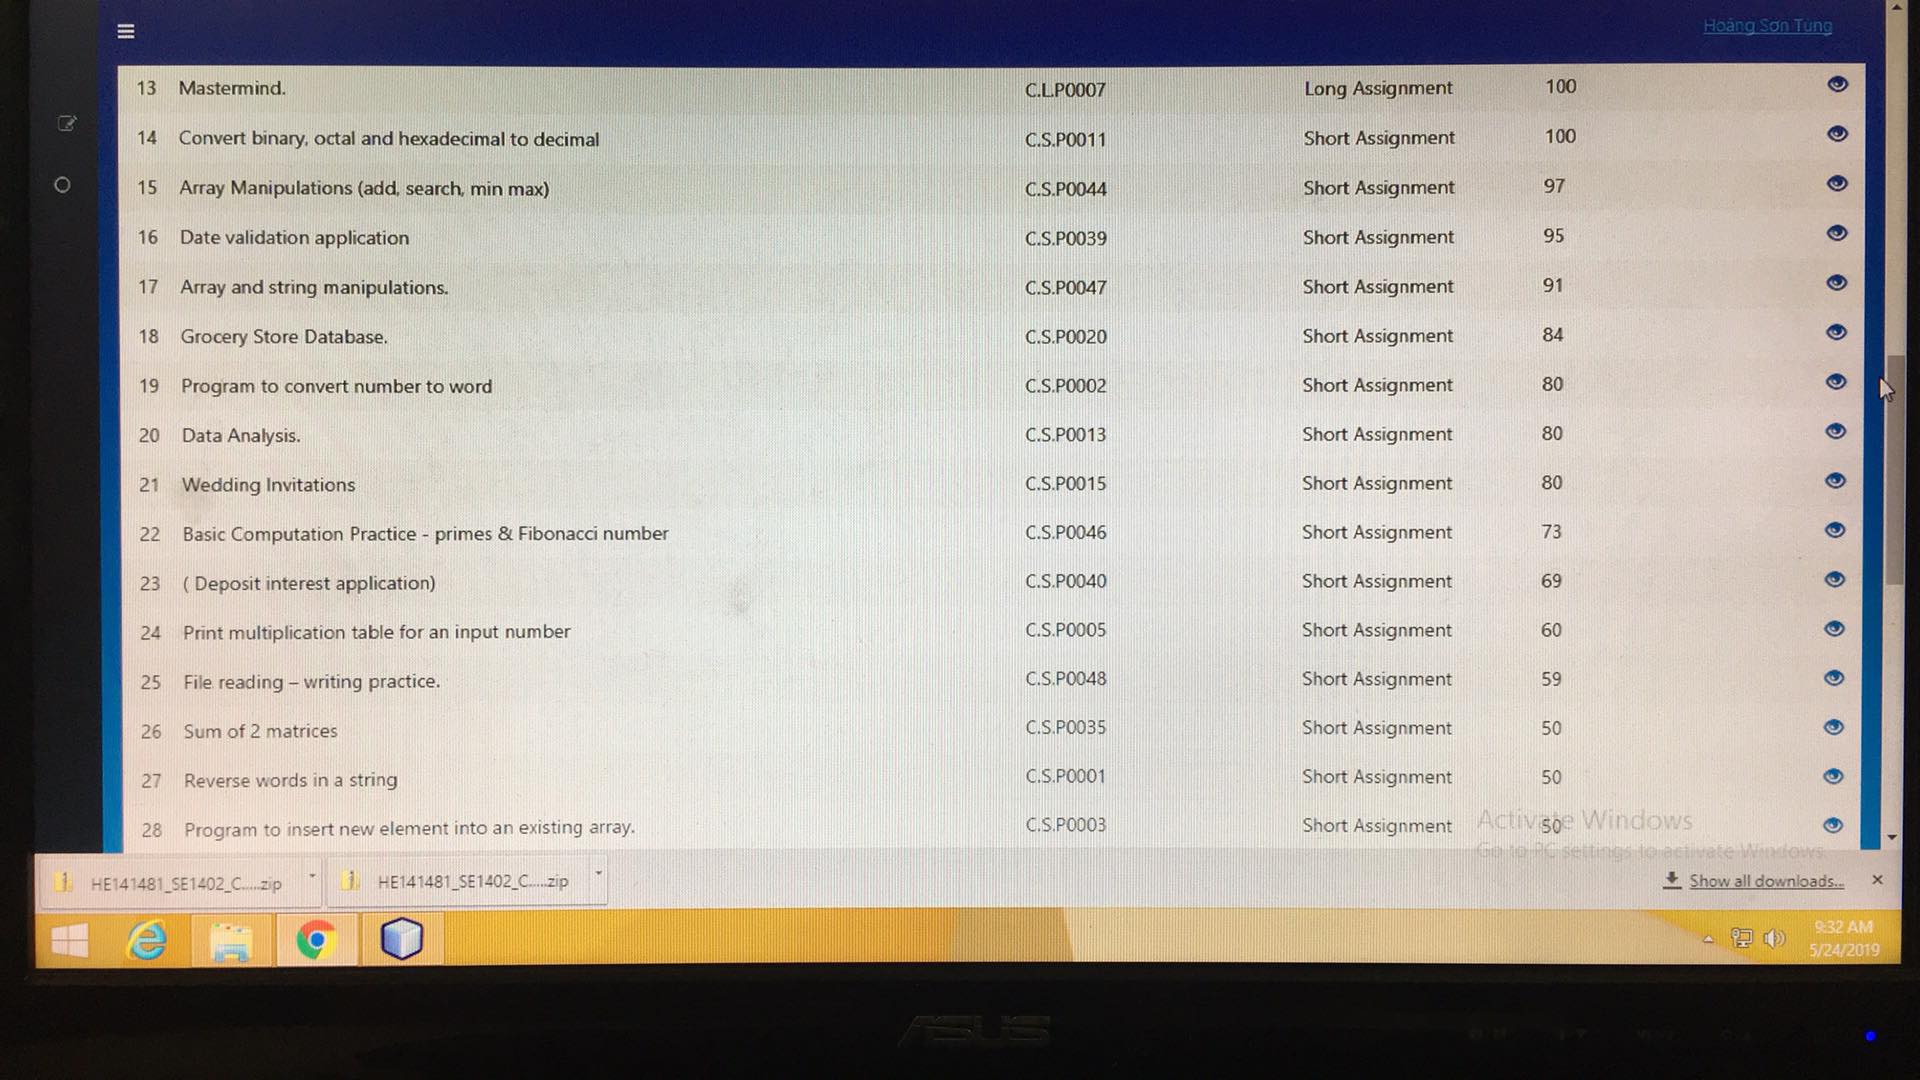 Hoàng Sơn Tùng
13 Mastermind. C.L.P0007 Long Assignment 100
14 Convert binary, octal and hexadecimal to decimal C.S.P0011 Short Assignment 100
15 Array Manipulations (add, search, min max) C.S.P0044 Short Assignment 97
16 Date validation application C.S.P0039 Short Assignment 95
17 Array and string manipulations. C.S.P0047 Short Assignment 91
18 Grocery Store Database. C.S.P0020 Short Assignment 84
19 Program to convert number to word C.S.P0002 Short Assignment 80
20 Data Analysis. C.S.P0013 Short Assignment 80
21 Wedding Invitations C.S.P0015 Short Assignment 80
22 Basic Computation Practice - primes & Fibonacci number C.S.P0046 Short Assignment 73
23 ( Deposit interest application) C.S.P0040 Short Assignment 69
24 Print multiplication table for an input number C.S.P0005 Short Assignment 60
25 File reading – writing practice. C.S.P0048 Short Assignment 59
26 Sum of 2 matrices C.S.P0035 Short Assignment 50
27 Reverse words in a string C.S.P0001 Short Assignment 50
28 Program to insert new element into an existing array. C.S.P0003 Short Assignment 50
Activate Windows
Go to PC settings to activate Windows.
HE141481_SE1402_C.....zip HE141481_SE1402_C.....zip Show all downloads...
9:32 AM
5/24/2019
ASUS